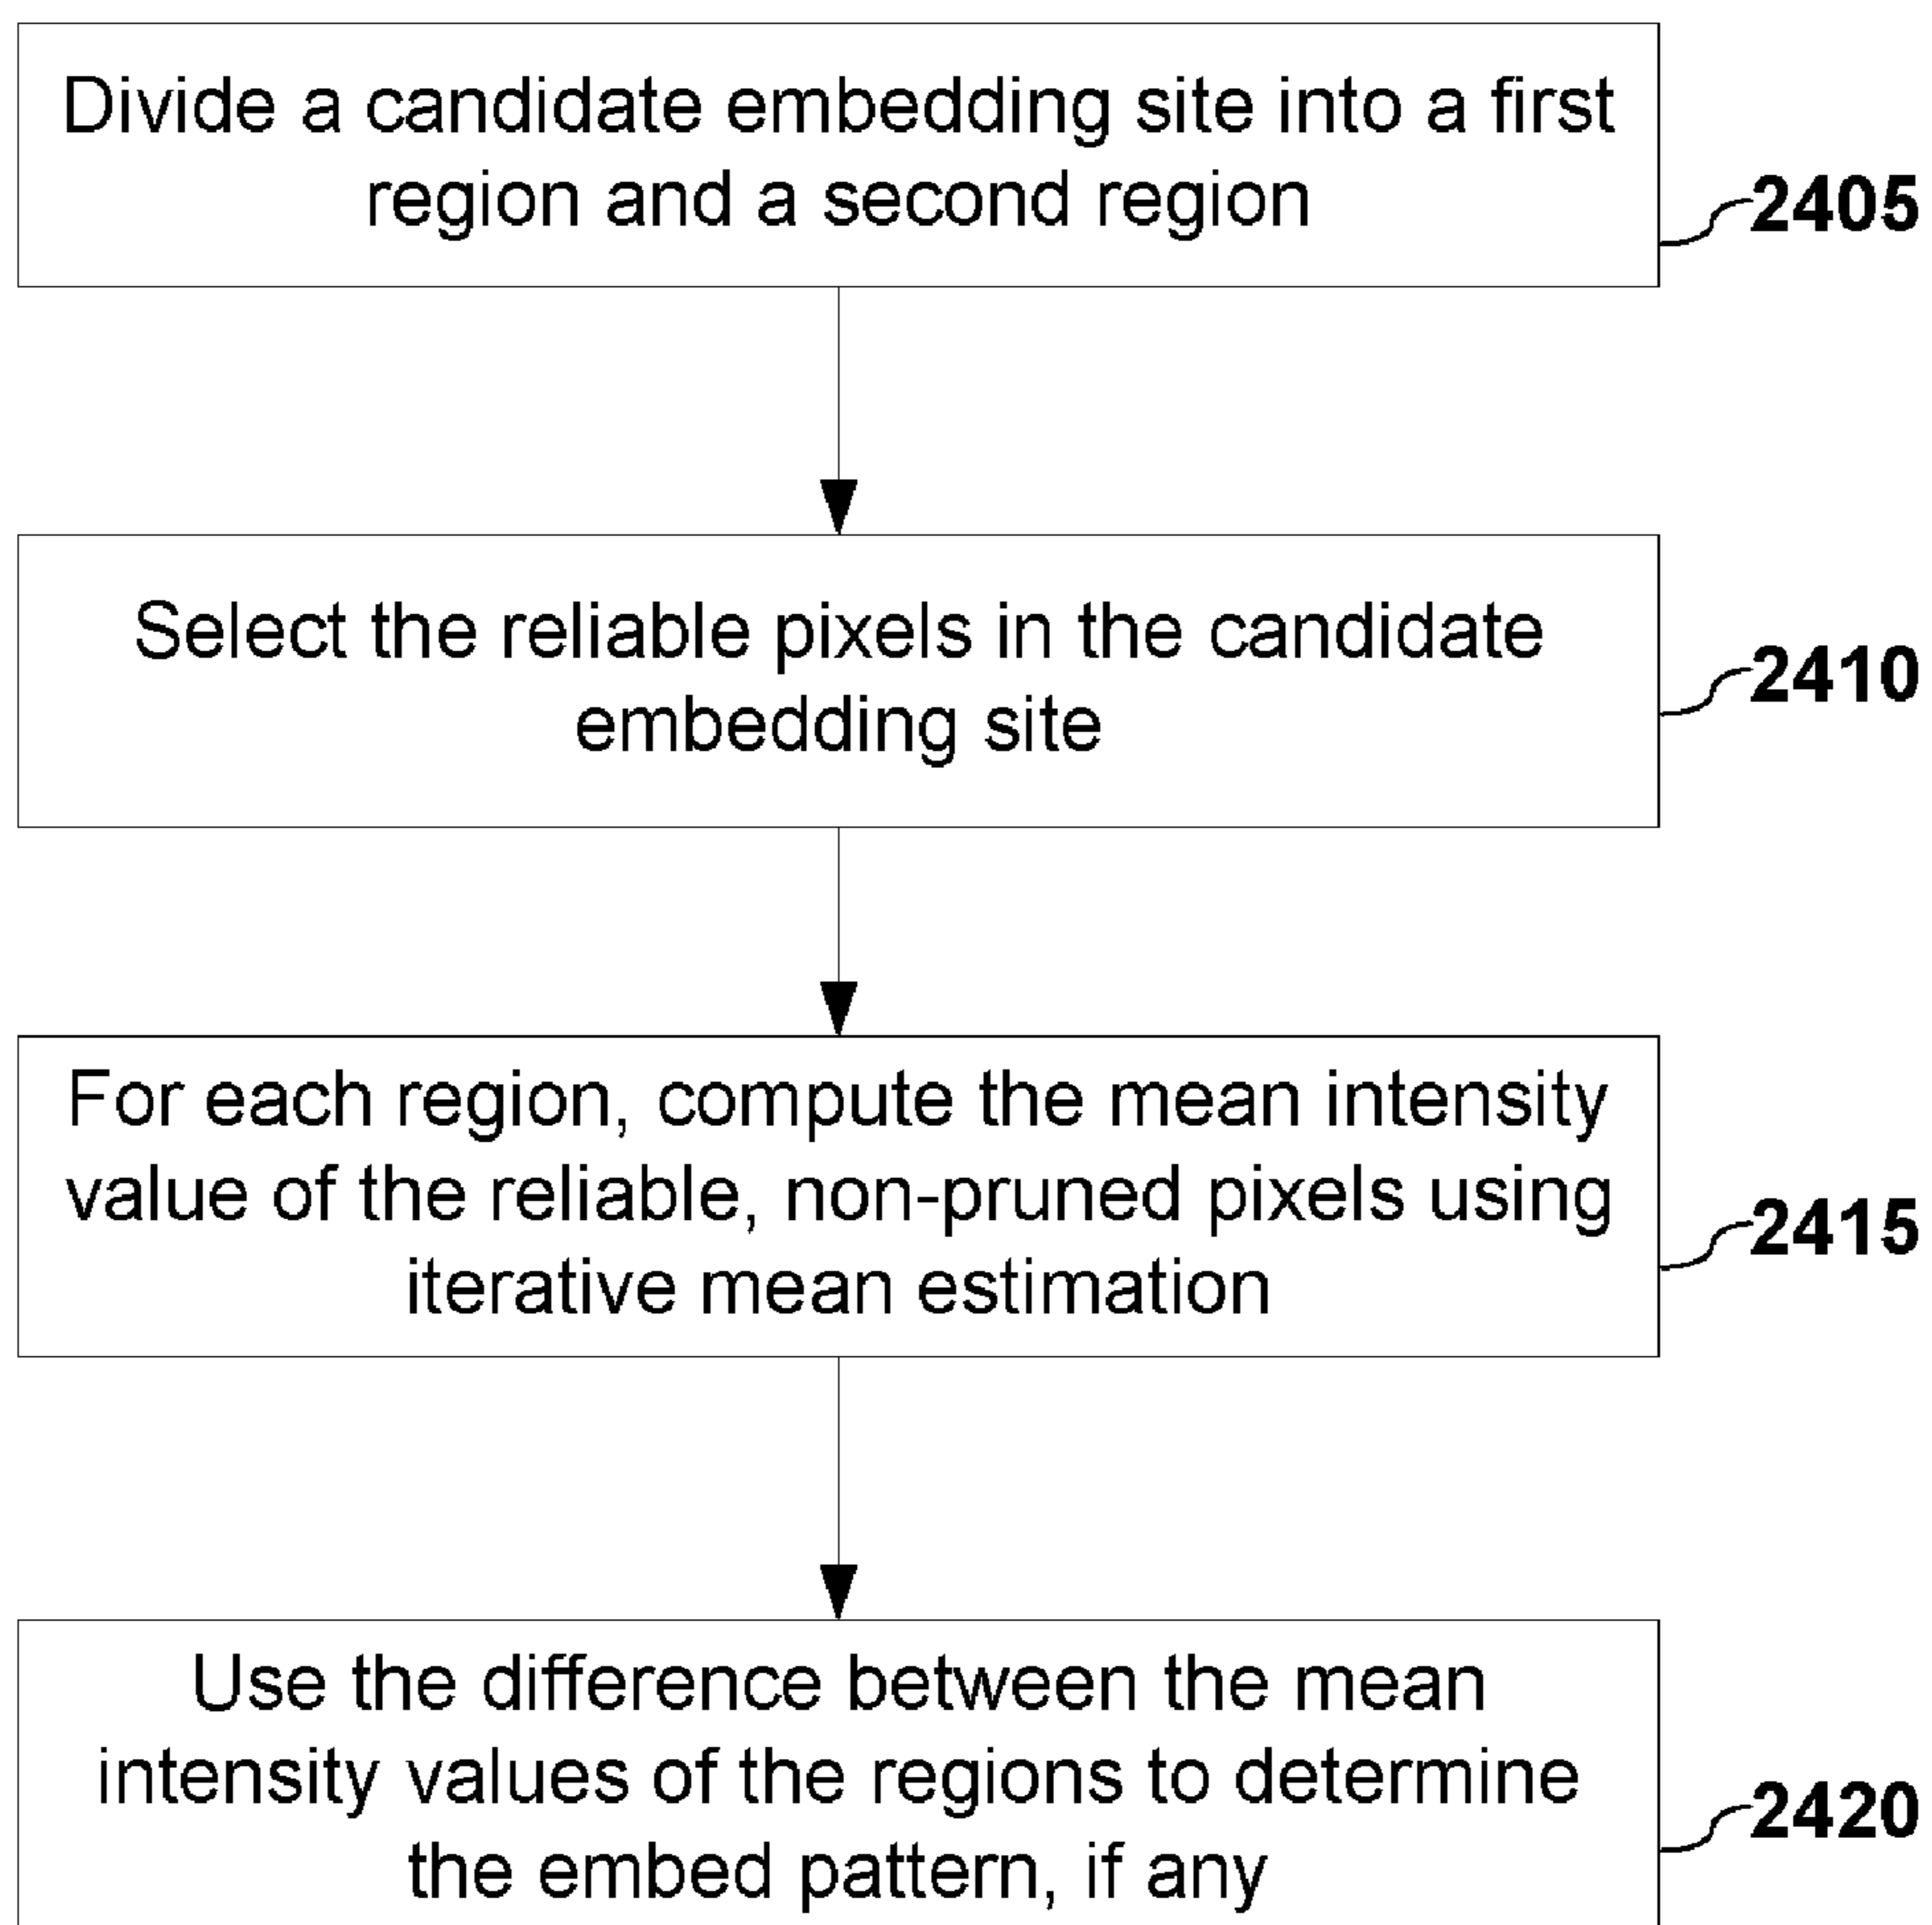 Divide a candidate embedding site into a first
region and a second region
2405
Select the reliable pixels in the candidate
embedding site
2410
For each region, compute the mean intensity
value of the reliable, non-pruned pixels using
iterative mean estimation
2415
Use the difference between the mean
intensity values of the regions to determine
the embed pattern, if any
2420